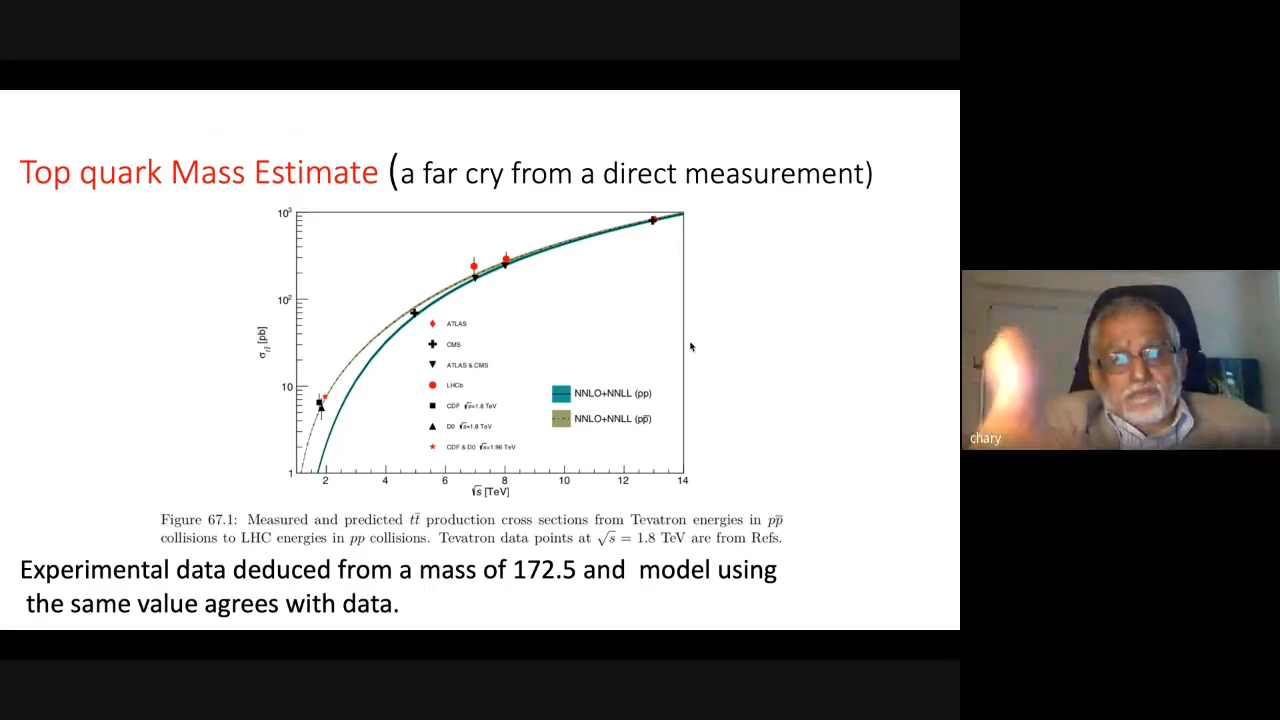 Top quark Mass Estimate (a far cry from a direct measurement)
10³
10²
10
1
σtt̄ [pb]
ATLAS
CMS
ATLAS & CMS
LHCb
CDF √s=1.8 TeV
D0 √s=1.8 TeV
CDF & D0 √s=1.96 TeV
NNLO+NNLL (pp)
NNLO+NNLL (pp̅)
2 4 6 8 10 12 14
√s [TeV]
Figure 67.1: Measured and predicted tt̄ production cross sections from Tevatron energies in pp̅
collisions to LHC energies in pp collisions. Tevatron data points at √s = 1.8 TeV are from Refs.
Experimental data deduced from a mass of 172.5 and model using
the same value agrees with data.
chary